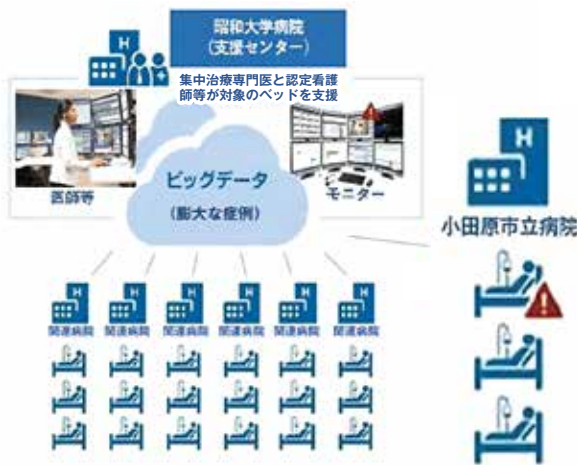 昭和大学病院
(支援センター)
集中治療専門医と認定看護
師等が対象のベッドを支援
医師等
ビッグデータ
(膨大な症例)
モニター
小田原市立病院
関連病院 関連病院 関連病院 関連病院 関連病院 関連病院